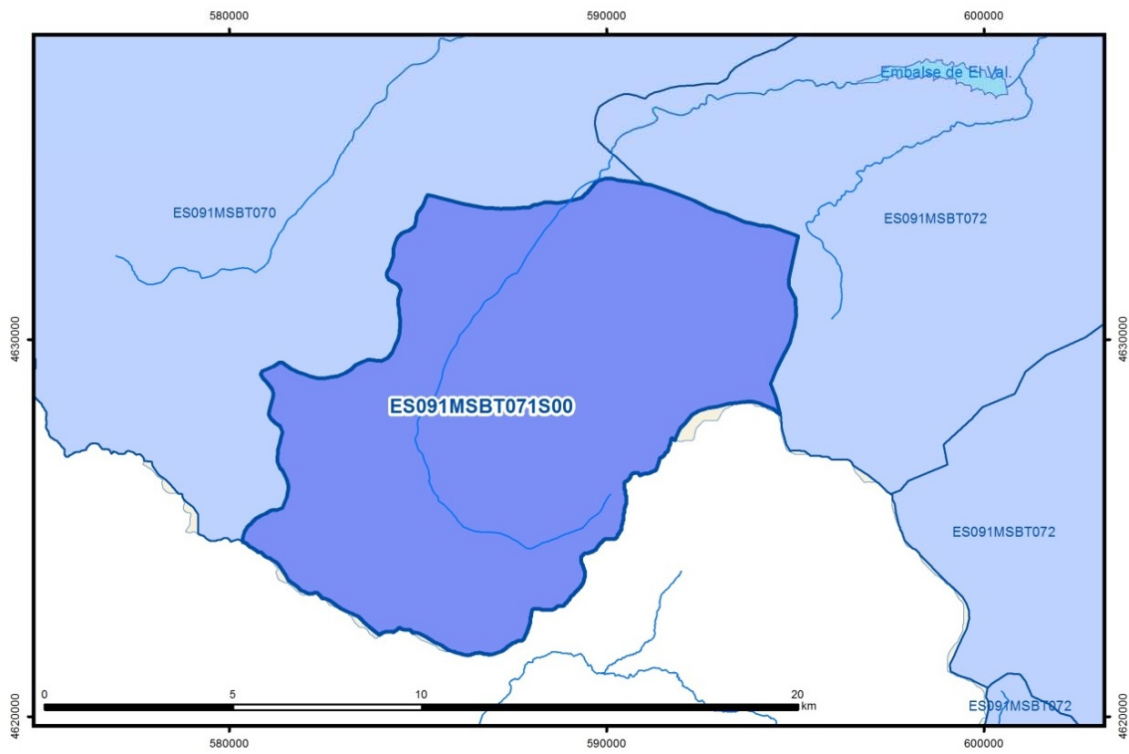 580000 590000 600000
Embalse de El Val.
ES091MSBT070
ES091MSBT072
4630000 4630000
ES091MSBT071S00
ES091MSBT072
0 5 10 20
km
ES091MSBT072
4620000 4620000
580000 590000 600000